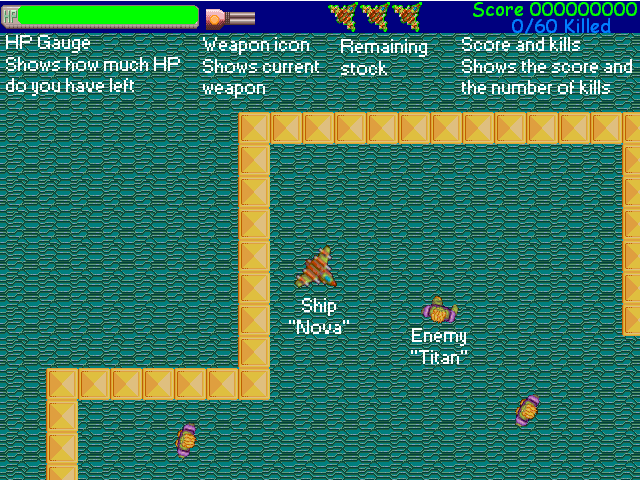 HP
Score 000000000
0/60 Killed
HP Gauge
Shows how much HP
do you have left
Weapon icon
Shows current
weapon
Remaining
stock
Score and kills
Shows the score and
the number of kills
Ship
"Nova"
Enemy
"Titan"